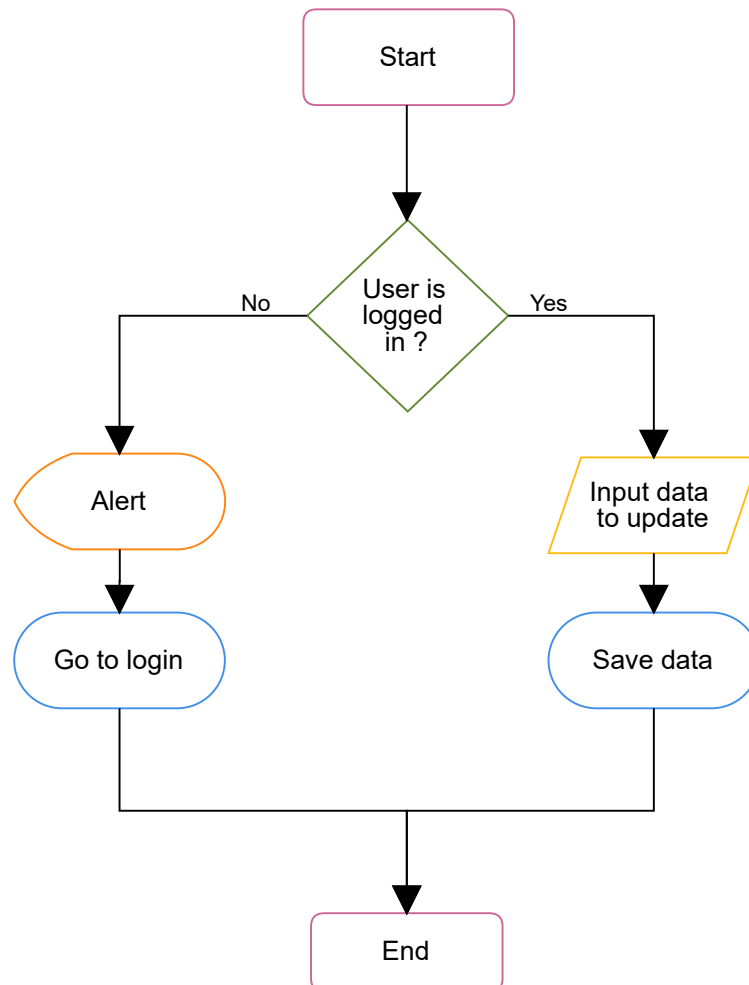 Start
User is
logged
in ?
No
Yes
Alert
Input data
to update
Go to login
Save data
End